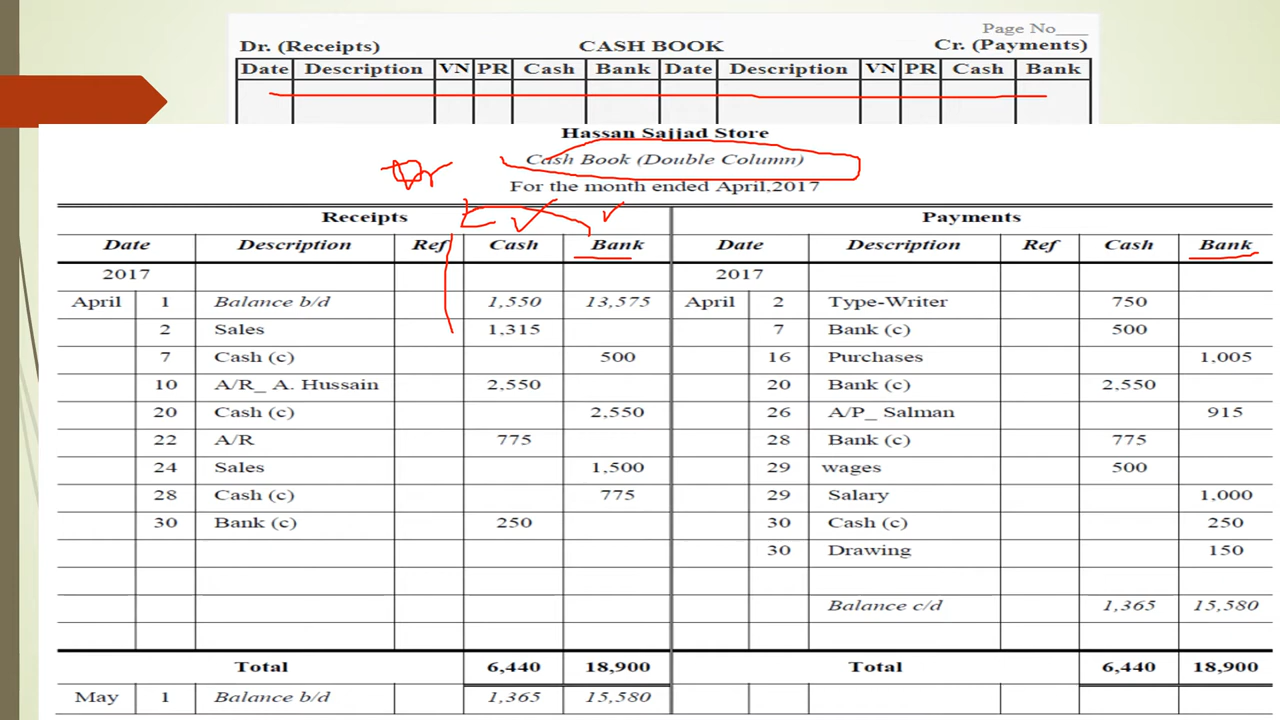 Page No___
Dr. (Receipts) CASH BOOK Cr. (Payments)
Date Description VN PR Cash Bank Date Description VN PR Cash Bank
Hassan Sajjad Store
Cash Book (Double Column)
Dr
For the month ended April,2017
Receipts Payments
Date Description Ref Cash Bank Date Description Ref Cash Bank
2017 2017
April 1 Balance b/d 1,550 13,575 April 2 Type-Writer 750
2 Sales 1,315 7 Bank (c) 500
7 Cash (c) 500 16 Purchases 1,005
10 A/R_ A. Hussain 2,550 20 Bank (c) 2,550
20 Cash (c) 2,550 26 A/P_ Salman 915
22 A/R 775 28 Bank (c) 775
24 Sales 1,500 29 wages 500
28 Cash (c) 775 29 Salary 1,000
30 Bank (c) 250 30 Cash (c) 250
30 Drawing 150
Balance c/d 1,365 15,580
Total 6,440 18,900 Total 6,440 18,900
May 1 Balance b/d 1,365 15,580